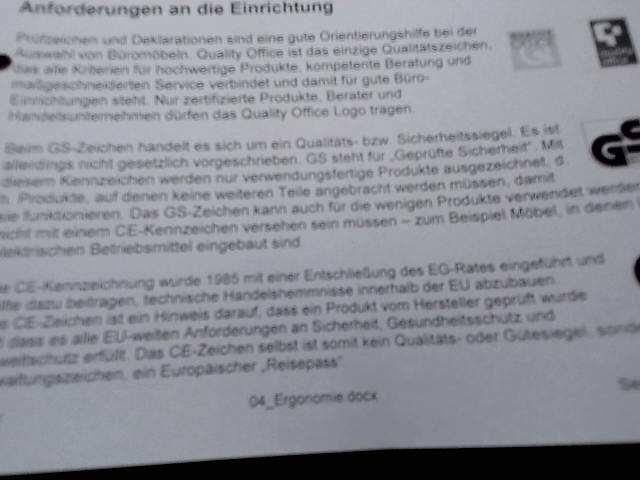 Anforderungen an die Einrichtung
Prüfzeichen und Deklarationen sind eine gute Orientierungshilfe bei der
Auswahl von Büromöbeln. Quality Office ist das einzige Qualitätszeichen,
das alle Kriterien für hochwertige Produkte, kompetente Beratung und
maßgeschneiderten Service verbindet und damit für gute Büro-
Einrichtungen steht. Nur zertifizierte Produkte, Berater und
Handelsunternehmen dürfen das Quality Office Logo tragen.
quality office
Beim GS-Zeichen handelt es sich um ein Qualitäts- bzw. Sicherheitssiegel. Es ist
allerdings nicht gesetzlich vorgeschrieben. GS steht für „Geprüfte Sicherheit". Mit
diesem Kennzeichen werden nur verwendungsfertige Produkte ausgezeichnet, d.
h. Produkte, auf denen keine weiteren Teile angebracht werden müssen, damit
sie funktionieren. Das GS-Zeichen kann auch für die wenigen Produkte verwendet werden
nicht mit einem CE-Kennzeichen versehen sein müssen – zum Beispiel Möbel, in denen
elektrischen Betriebsmittel eingebaut sind.
GS
CE-Kennzeichnung wurde 1985 mit einer Entschließung des EG-Rates eingeführt und
dazu beitragen, technische Handelshemmnisse innerhalb der EU abzubauen.
CE-Zeichen ist ein Hinweis darauf, dass ein Produkt vom Hersteller geprüft wurde
dass es alle EU-weiten Anforderungen an Sicherheit, Gesundheitsschutz und
weltschutz erfüllt. Das CE-Zeichen selbst ist somit kein Qualitäts- oder Gütesiegel, sond
waltungszeichen, ein Europäischer „Reisepass"
04_Ergonomie.docx
Se